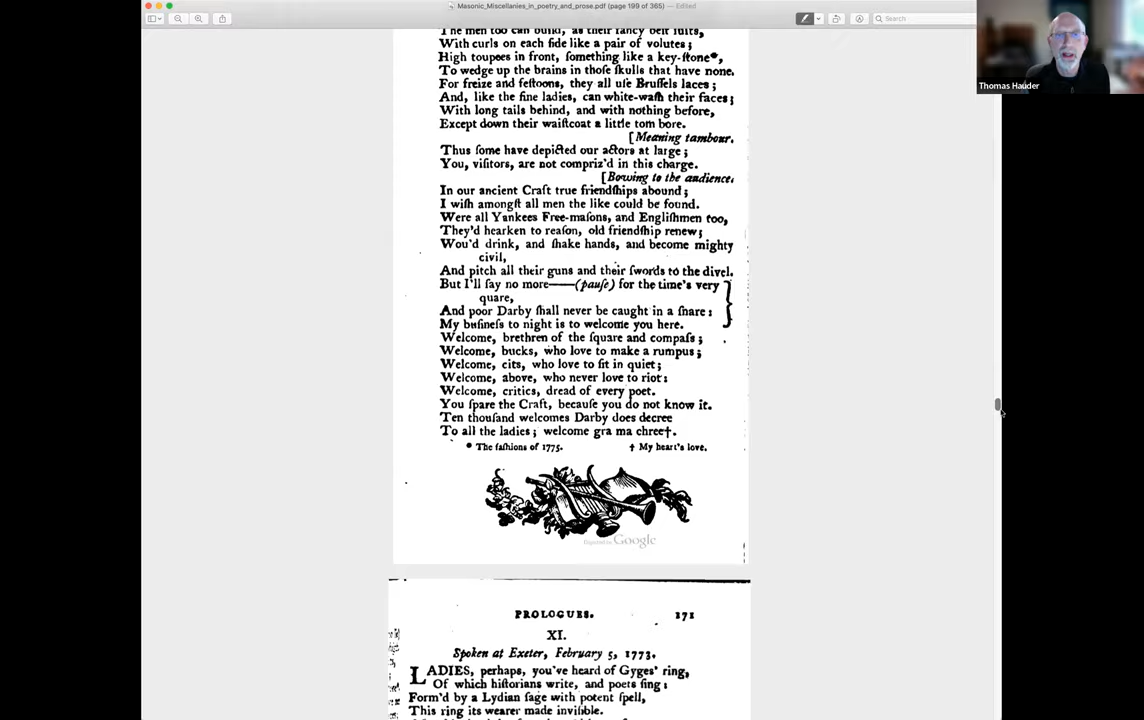 Masonic_Miscellanies_in_poetry_and_prose.pdf (page 199 of 365) — Edited
Search
Thomas Hauder
The men too can build, as their fancy best suits,
With curls on each ſide like a pair of volutes;
High toupees in front, ſomething like a key-ſtone*,
To wedge up the brains in thoſe ſkulls that have none.
For freize and feſtoons, they all uſe Bruſſels laces;
And, like the fine ladies, can white-waſh their faces;
With long tails behind, and with nothing before,
Except down their waiſtcoat a little tom bore.
[Meaning tambour.
Thus ſome have depicted our actors at large;
You, viſitors, are not compriz'd in this charge.
[Bowing to the audience.
In our ancient Craft true friendſhips abound;
I wiſh amongſt all men the like could be found.
Were all Yankees Free-maſons, and Engliſhmen too,
They'd hearken to reaſon, old friendſhip renew;
Wou'd drink, and ſhake hands, and become mighty
civil,
And pitch all their guns and their ſwords to the divel.
But I'll ſay no more——(pauſe) for the time's very
quare,
And poor Darby ſhall never be caught in a ſnare:
My buſineſs to night is to welcome you here.
Welcome, brethren of the ſquare and compaſs;
Welcome, bucks, who love to make a rumpus;
Welcome, cits, who love to ſit in quiet;
Welcome, above, who never love to riot:
Welcome, critics, dread of every poet.
You ſpare the Craft, becauſe you do not know it.
Ten thouſand welcomes Darby does decree
To all the ladies; welcome gra ma chree†.
* The faſhions of 1775. † My heart's love.
Digitized by Google
PROLOGUES. 171
XI.
Spoken at Exeter, February 5, 1773.
LADIES, perhaps, you've heard of Gyges' ring,
Of which hiſtorians write, and poets ſing:
Form'd by a Lydian ſage with potent ſpell,
This ring its wearer made inviſible.